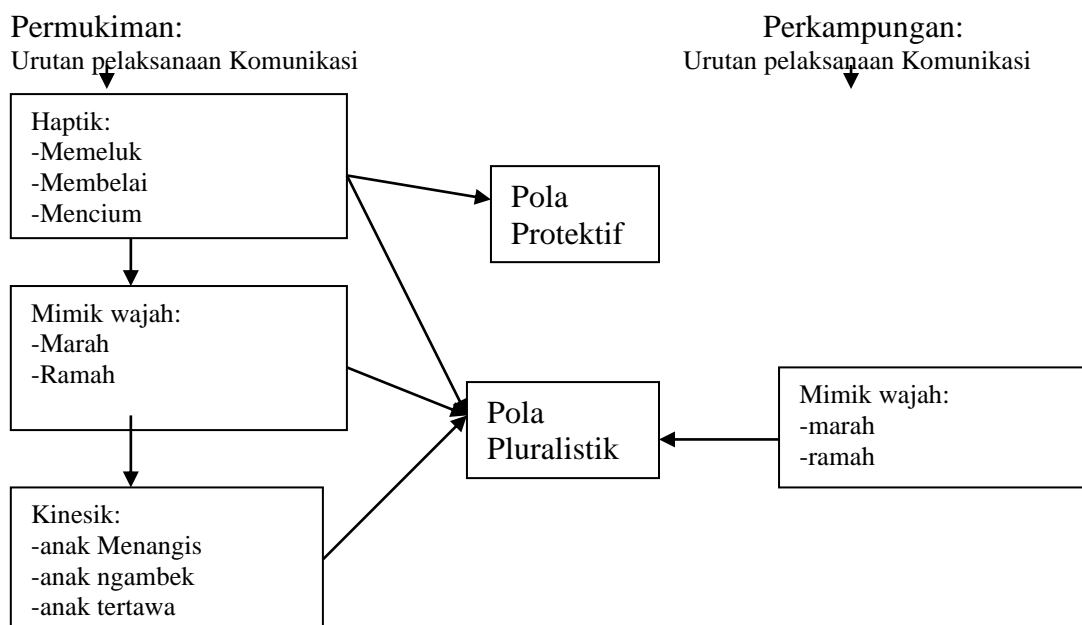 Permukiman:
Urutan pelaksanaan Komunikasi
Haptik:
-Memeluk
-Membelai
-Mencium
Mimik wajah:
-Marah
-Ramah
Kinesik:
-anak Menangis
-anak ngambek
-anak tertawa
Pola
Protektif
Pola
Pluralistik
Perkampungan:
Urutan pelaksanaan Komunikasi
Mimik wajah:
-marah
-ramah